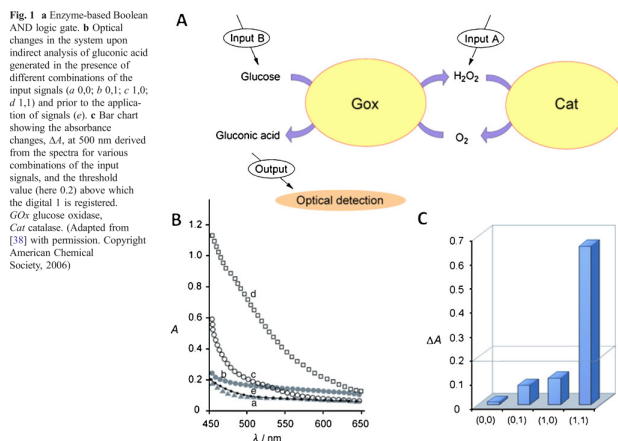 Fig. 1 a Enzyme-based Boolean
AND logic gate. b Optical
changes in the system upon
indirect analysis of gluconic acid
generated in the presence of
different combinations of the
input signals (a 0,0; b 0,1; c 1,0;
d 1,1) and prior to the applica-
tion of signals (e). c Bar chart
showing the absorbance
changes, ΔA, at 500 nm derived
from the spectra for various
combinations of the input
signals, and the threshold
value (here 0.2) above which
the digital 1 is registered.
GOx glucose oxidase,
Cat catalase. (Adapted from
[38] with permission. Copyright
American Chemical
Society, 2006)
A
Input B
Input A
Glucose
H₂O₂
Gox
Cat
Gluconic acid
O₂
Output
Optical detection
B
1.2
1.0
0.8
0.6
0.4
0.2
0
A
d
b
c
e
a
450 500 550 600 650
λ / nm
C
0.7
0.6
0.5
0.4
0.3
0.2
0.1
0
ΔA
(0,0) (0,1) (1,0) (1,1)